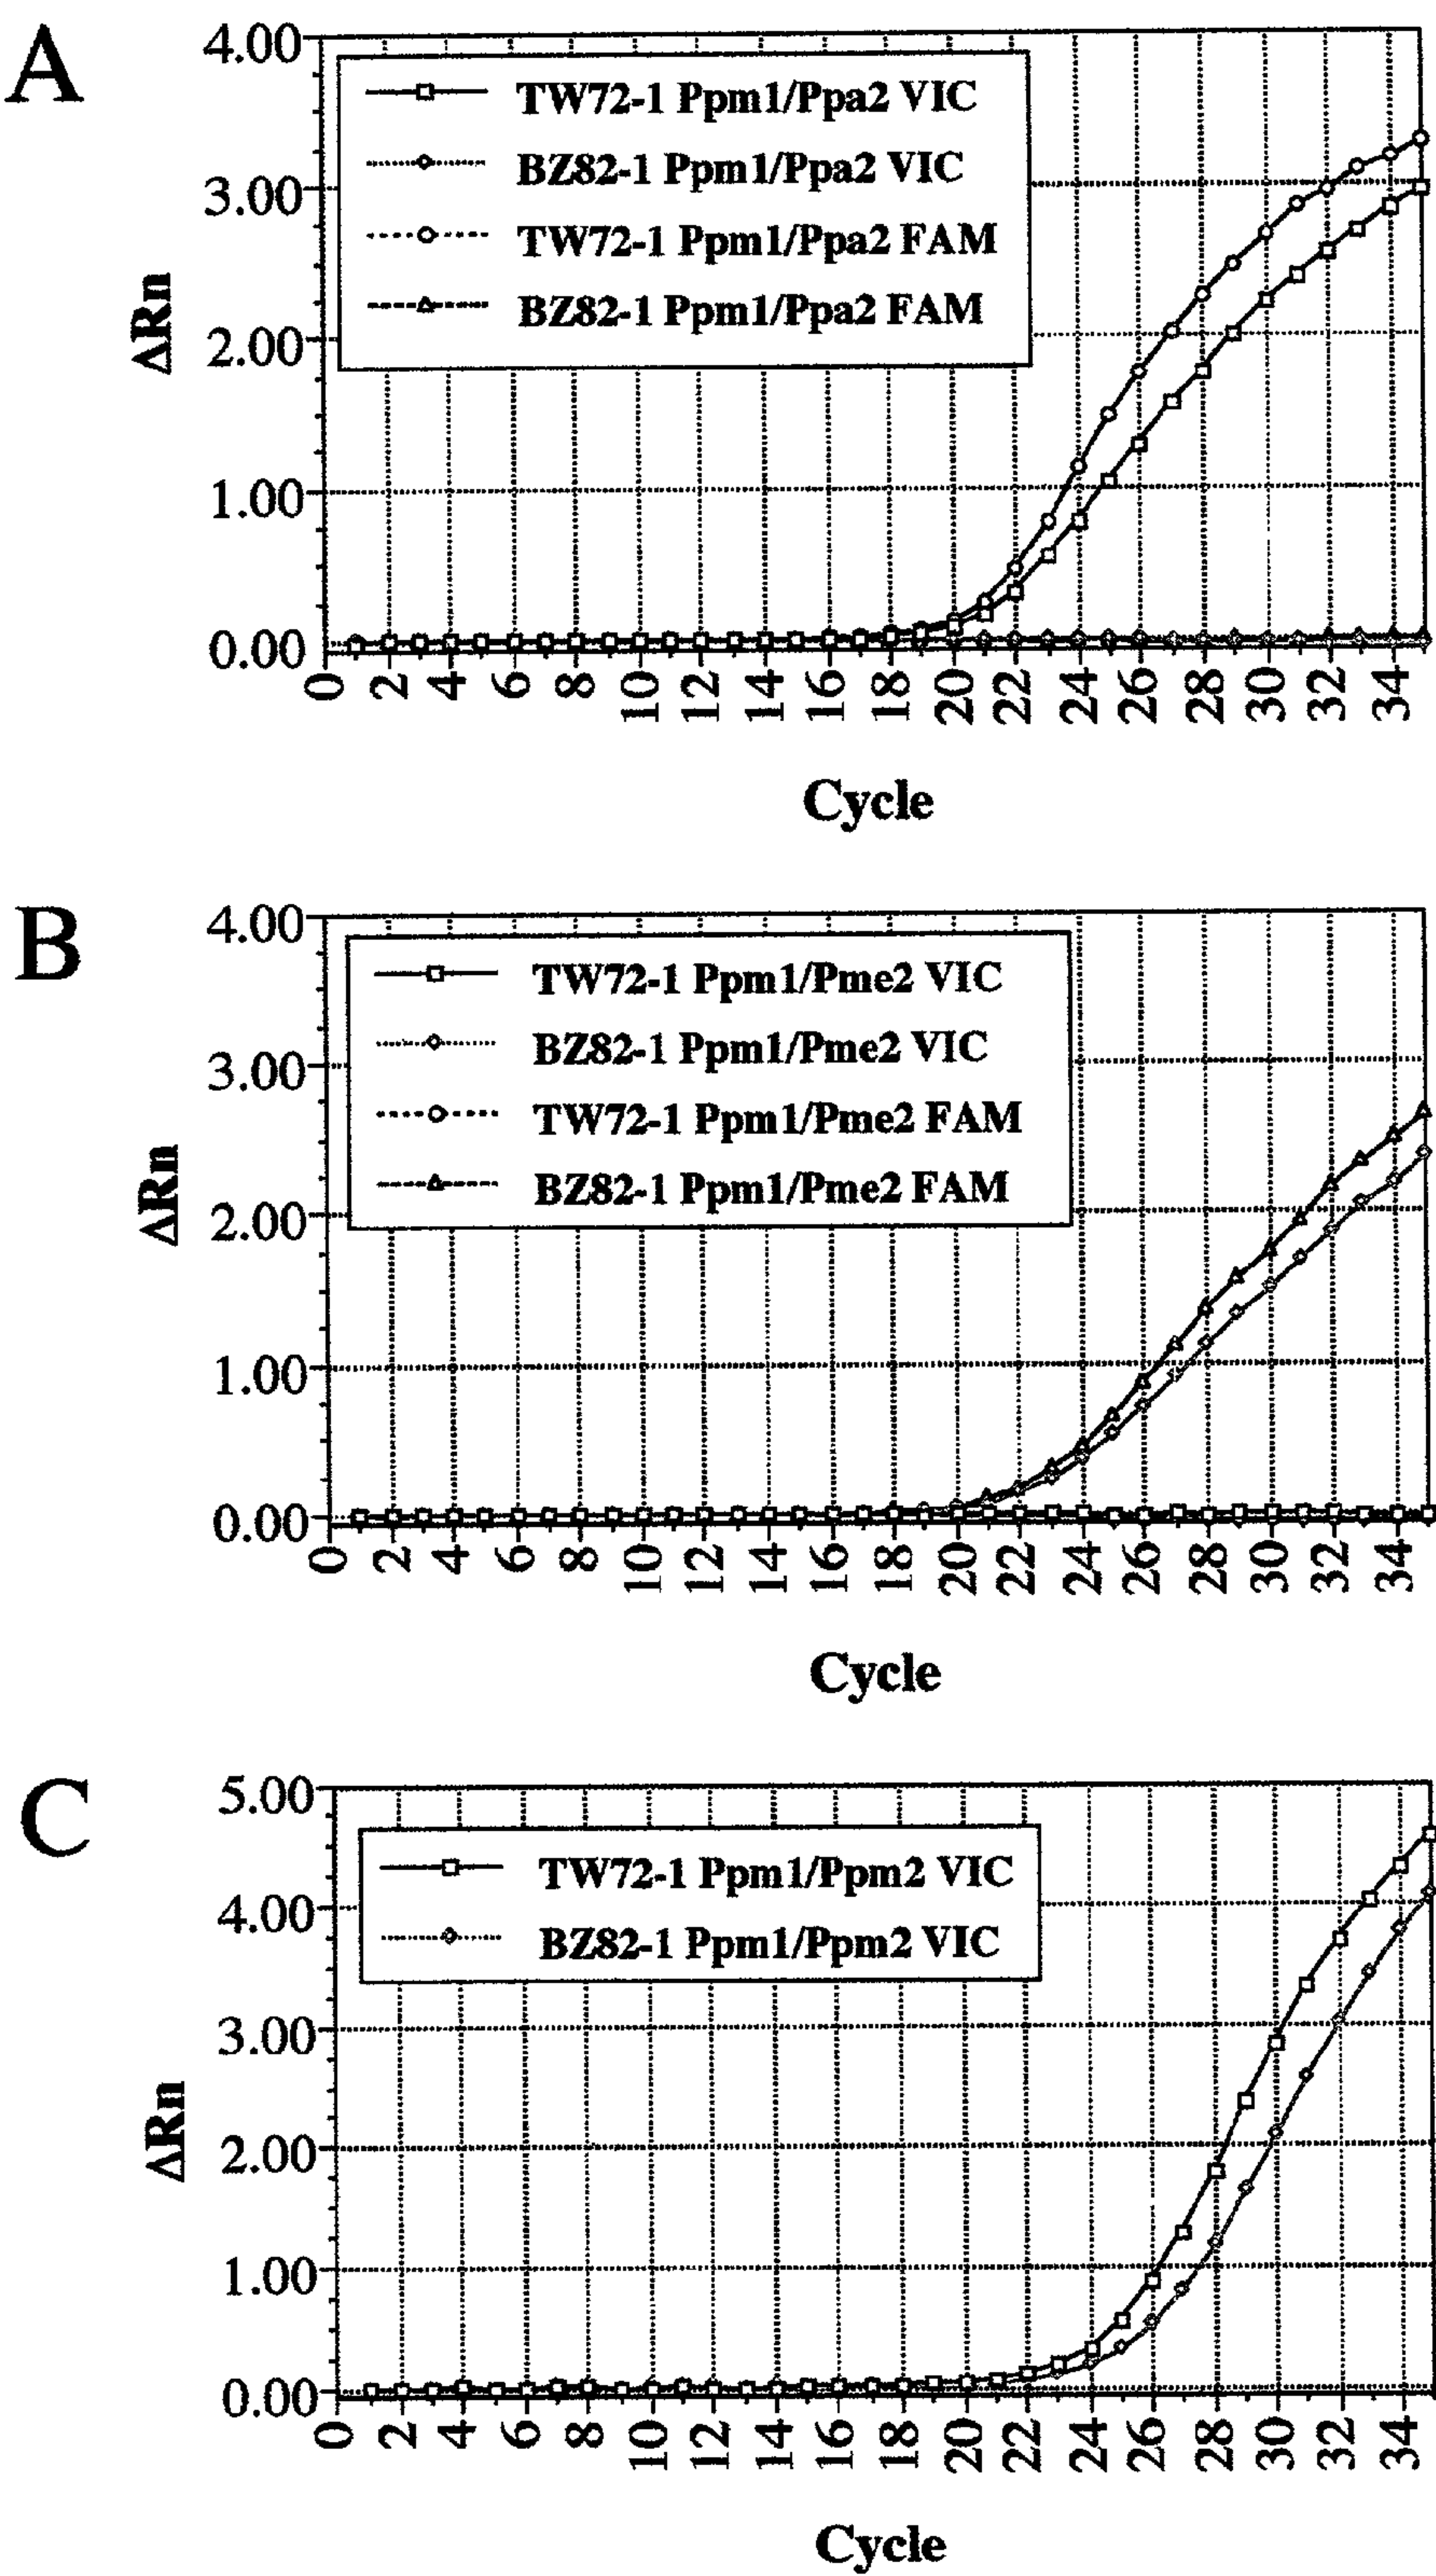 A
4.00
3.00
2.00
1.00
0.00
ΔRn
TW72-1 Ppm1/Ppa2 VIC
BZ82-1 Ppm1/Ppa2 VIC
TW72-1 Ppm1/Ppa2 FAM
BZ82-1 Ppm1/Ppa2 FAM
0 2 4 6 8 10 12 14 16 18 20 22 24 26 28 30 32 34
Cycle
B
4.00
3.00
2.00
1.00
0.00
ΔRn
TW72-1 Ppm1/Pme2 VIC
BZ82-1 Ppm1/Pme2 VIC
TW72-1 Ppm1/Pme2 FAM
BZ82-1 Ppm1/Pme2 FAM
0 2 4 6 8 10 12 14 16 18 20 22 24 26 28 30 32 34
Cycle
C
5.00
4.00
3.00
2.00
1.00
0.00
ΔRn
TW72-1 Ppm1/Ppm2 VIC
BZ82-1 Ppm1/Ppm2 VIC
0 2 4 6 8 10 12 14 16 18 20 22 24 26 28 30 32 34
Cycle